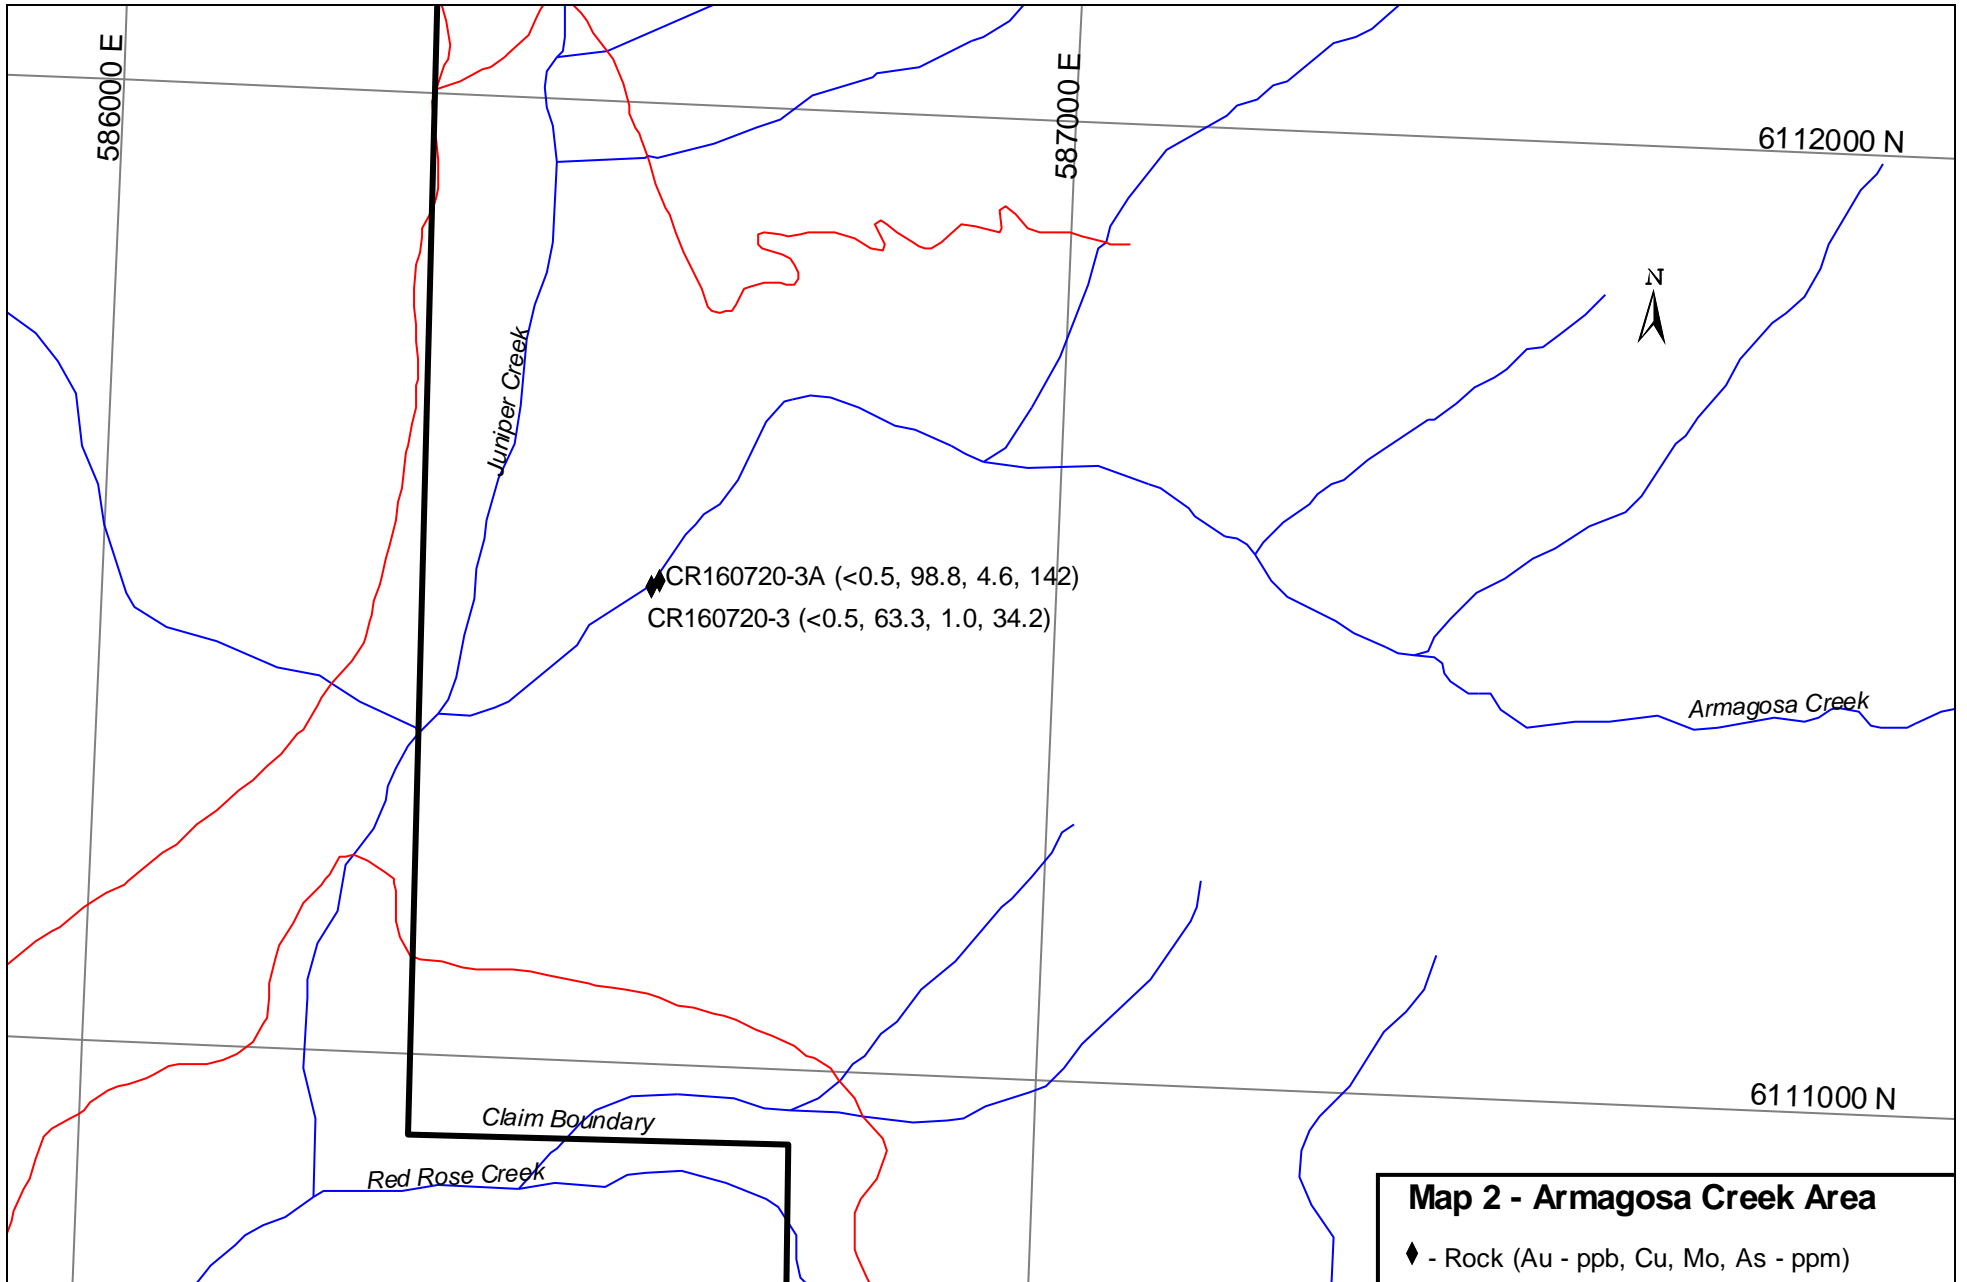 586000 E
587000 E
6112000 N
N
Juniper Creek
CR160720-3A (<0.5, 98.8, 4.6, 142)
CR160720-3 (<0.5, 63.3, 1.0, 34.2)
Armagosa Creek
6111000 N
Claim Boundary
Red Rose Creek
Map 2 - Armagosa Creek Area
- Rock (Au - ppb, Cu, Mo, As - ppm)